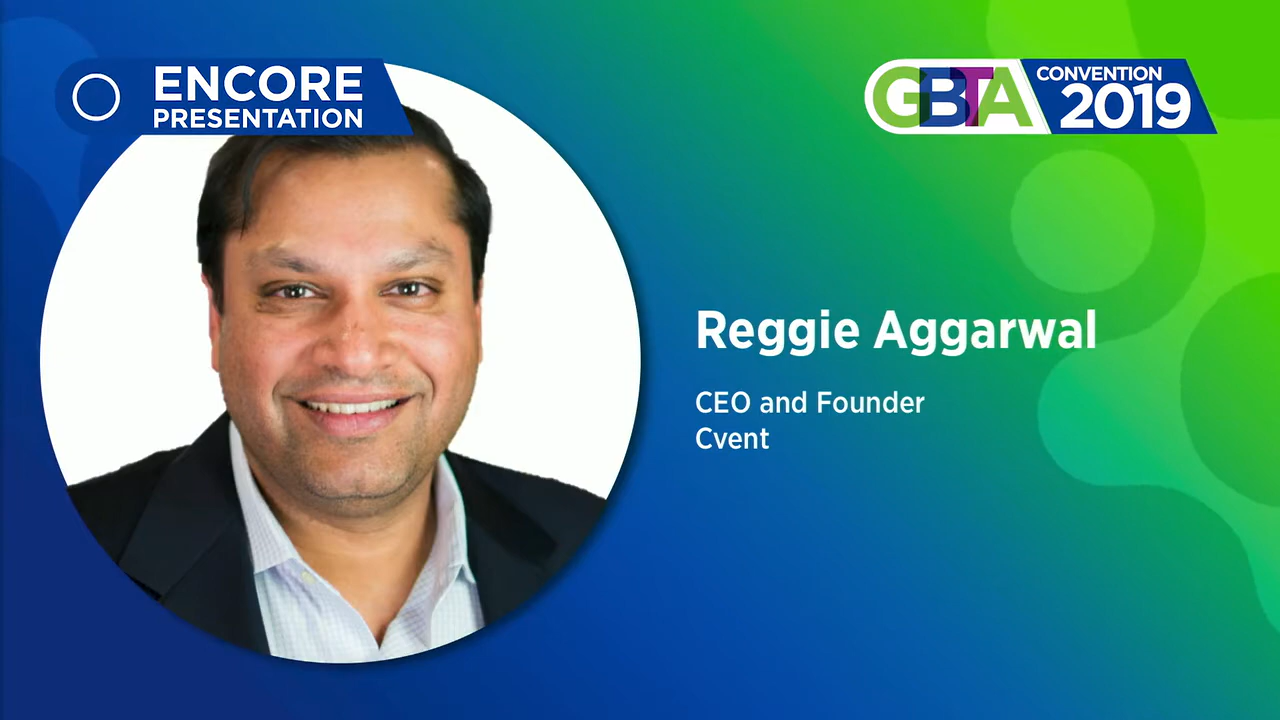 ENCORE
PRESENTATION
GBTA
CONVENTION
2019
Reggie Aggarwal
CEO and Founder
Cvent